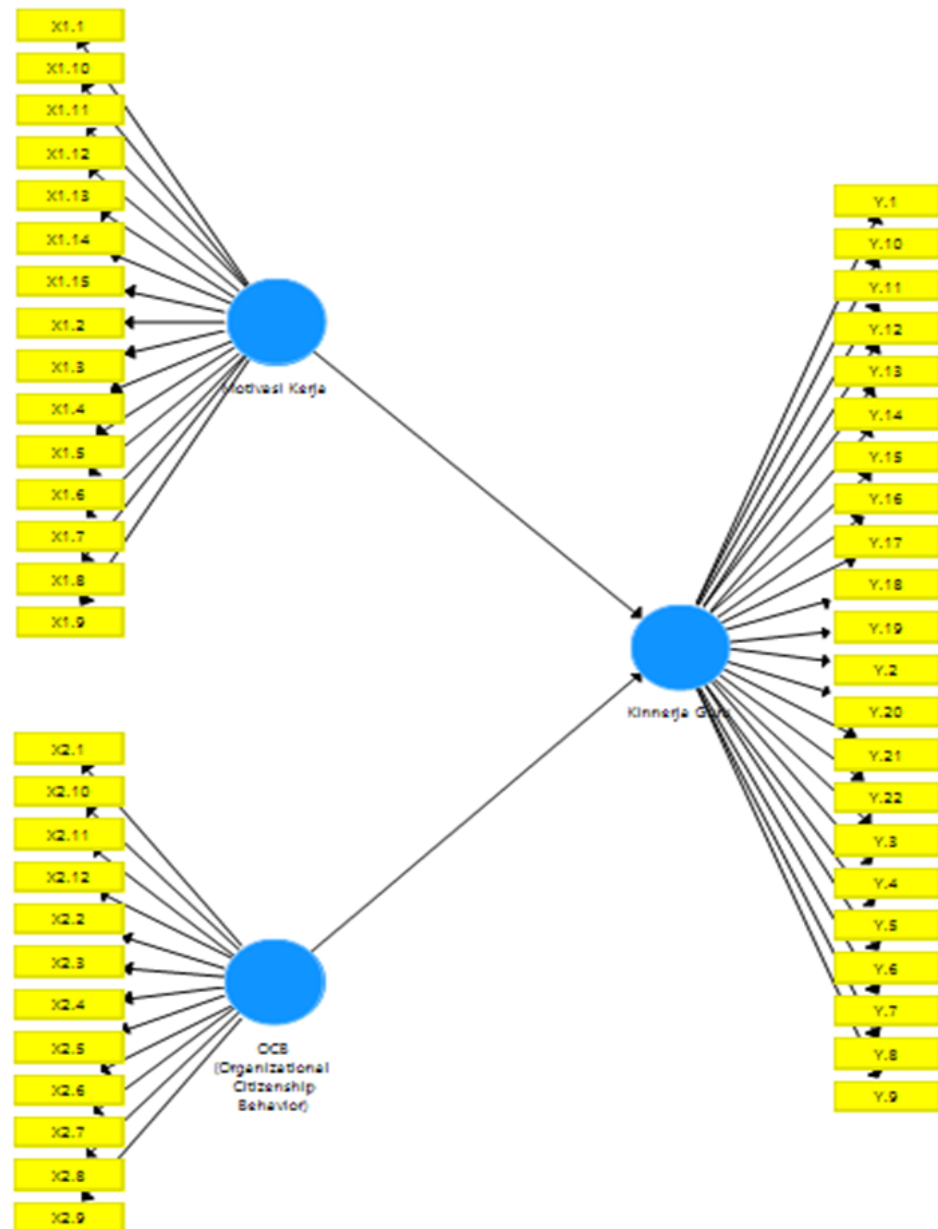 X1.1
X1.10
X1.11
X1.12
X1.13
X1.14
X1.15
X1.2
X1.3
X1.4
X1.5
X1.6
X1.7
X1.8
X1.9
Motivasi Kerja
X2.1
X2.10
X2.11
X2.12
X2.2
X2.3
X2.4
X2.5
X2.6
X2.7
X2.8
X2.9
OCB
(Organizational
Citizenship
Behavior)
Kinnerja Guru
Y.1
Y.10
Y.11
Y.12
Y.13
Y.14
Y.15
Y.16
Y.17
Y.18
Y.19
Y.2
Y.20
Y.21
Y.22
Y.3
Y.4
Y.5
Y.6
Y.7
Y.8
Y.9